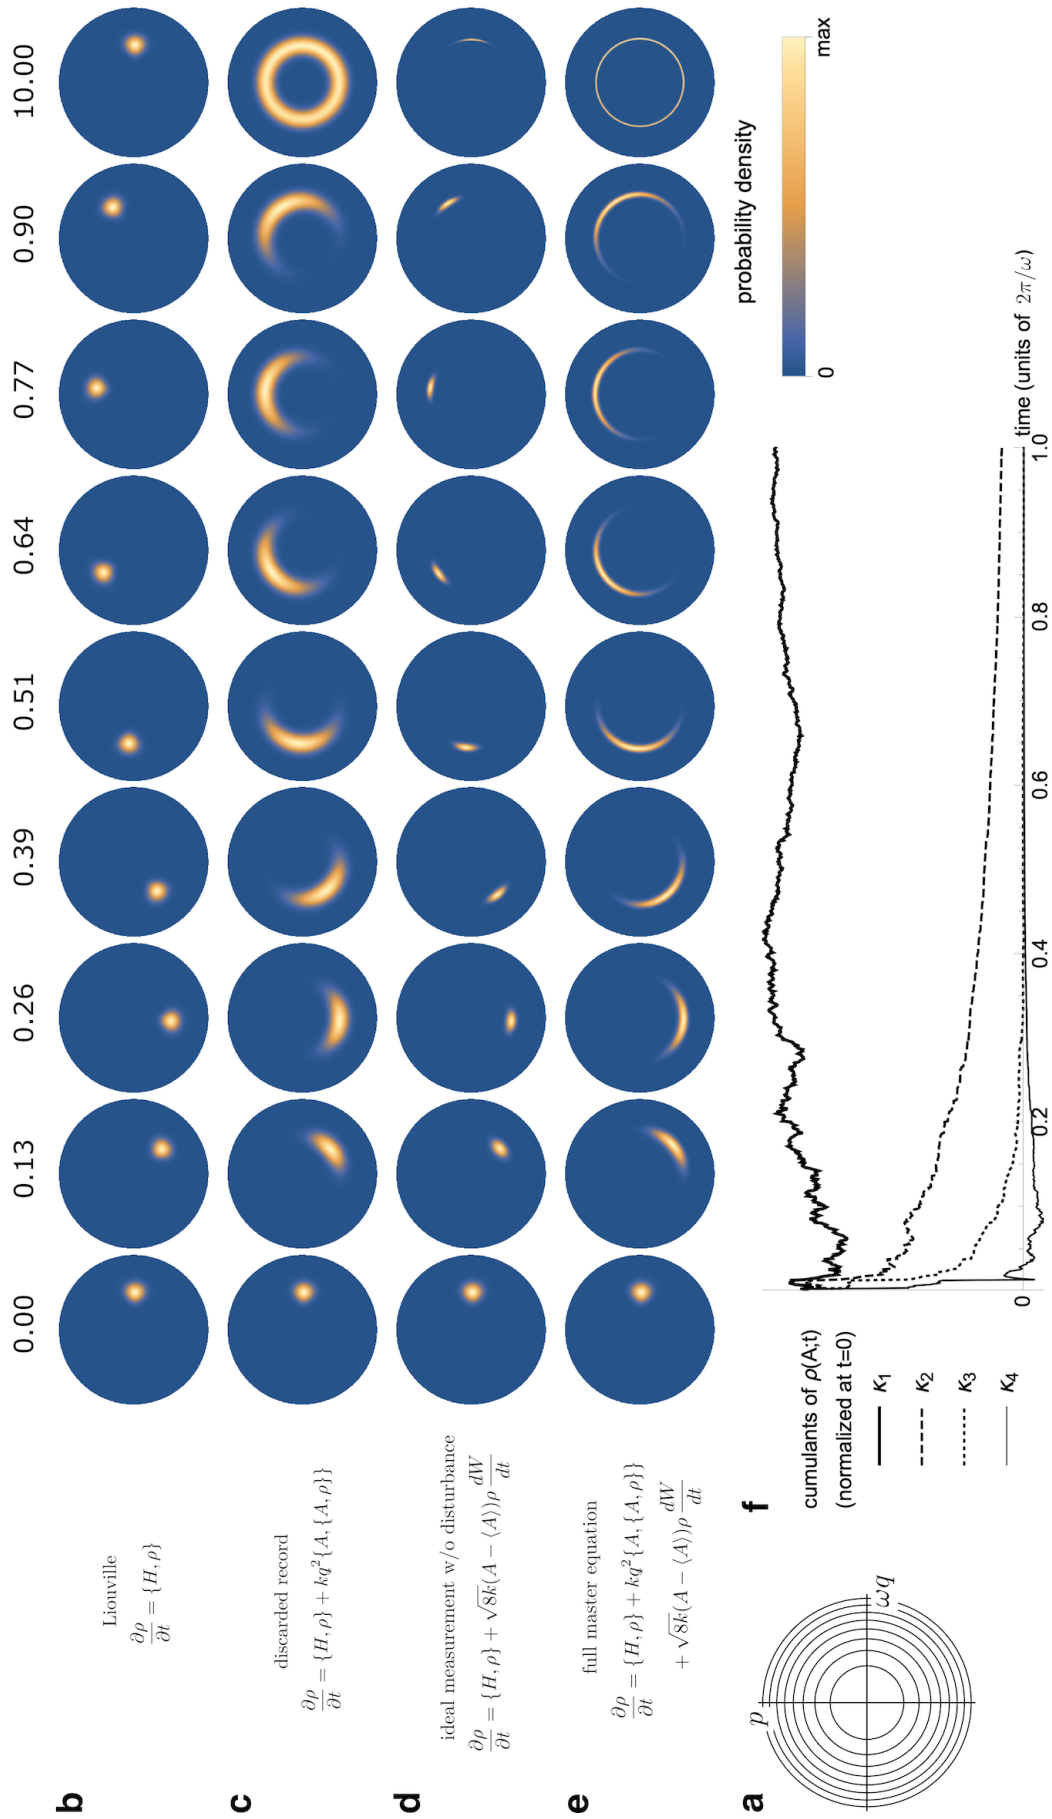 0.00 0.13 0.26 0.39 0.51 0.64 0.77 0.90 10.00
b
Liouville
∂ρ/∂t = {H, ρ}
c
discarded record
∂ρ/∂t = {H, ρ} + kq²{A, {A, ρ}}
d
ideal measurement w/o disturbance
∂ρ/∂t = {H, ρ} + √8k(A − ⟨A⟩)ρ dW/dt
e
full master equation
∂ρ/∂t = {H, ρ} + kq²{A, {A, ρ}}
+ √8k(A − ⟨A⟩)ρ dW/dt
a
p
ωq
f
cumulants of ρ(A;t)
(normalized at t=0)
κ₁
κ₂
κ₃
κ₄
0
0.2 0.4 0.6 0.8 1.0
time (units of 2π/ω)
probability density
0 max